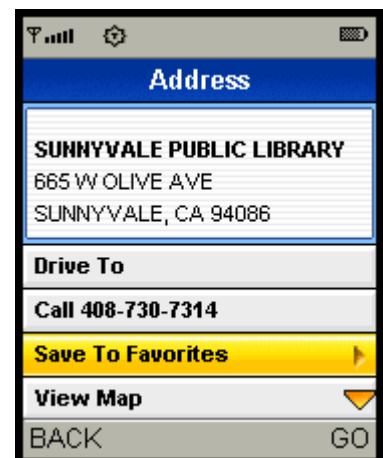 Address
SUNNYVALE PUBLIC LIBRARY
665 W OLIVE AVE
SUNNYVALE, CA 94086
Drive To
Call 408-730-7314
Save To Favorites
View Map
BACK GO